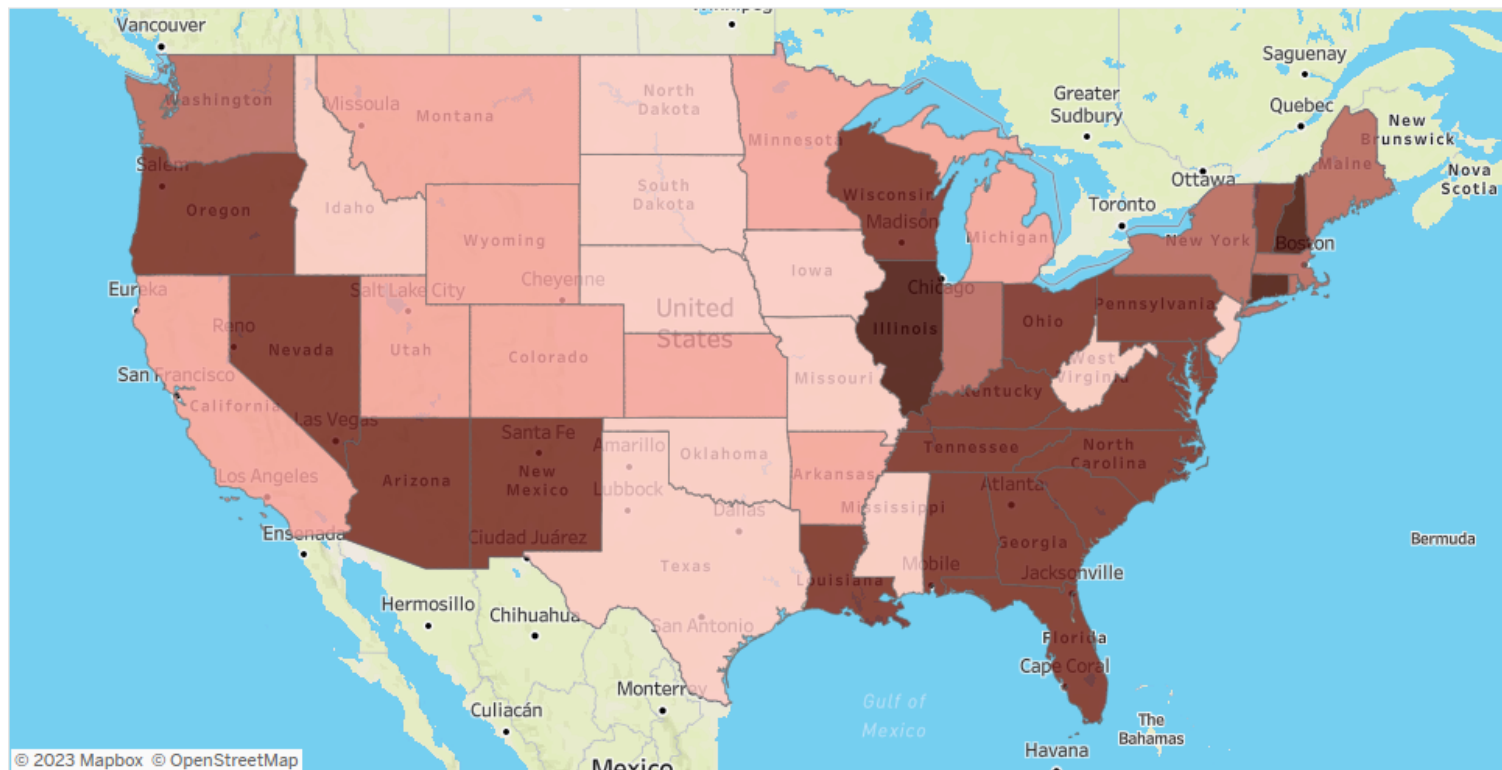 Vancouver
Winnipeg
Saguenay
Greater
Sudbury
Quebec
New
Brunswick
Nova
Scotia
Ottawa
Toronto
Washington
Missoula
Montana
North
Dakota
Minnesota
Maine
Salem
Oregon
Idaho
South
Dakota
Wisconsin
Madison
Wyoming
Michigan
New York
Boston
Cheyenne
Iowa
Chicago
Eureka
Salt Lake City
Reno
Nevada
Utah
Colorado
United
States
Illinois
Ohio
Pennsylvania
San Francisco
California
Las Vegas
Missouri
Kentucky
West
Virginia
Los Angeles
Arizona
Santa Fe
New
Mexico
Amarillo
Lubbock
Oklahoma
Dallas
Arkansas
Tennessee
North
Carolina
Mississippi
Atlanta
Georgia
Ensenada
Ciudad Juárez
Texas
Louisiana
Mobile
Jacksonville
Bermuda
Hermosillo
Chihuahua
San Antonio
Florida
Cape Coral
Monterrey
Culiacán
Gulf of
Mexico
The
Bahamas
Havana
México
© 2023 Mapbox © OpenStreetMap